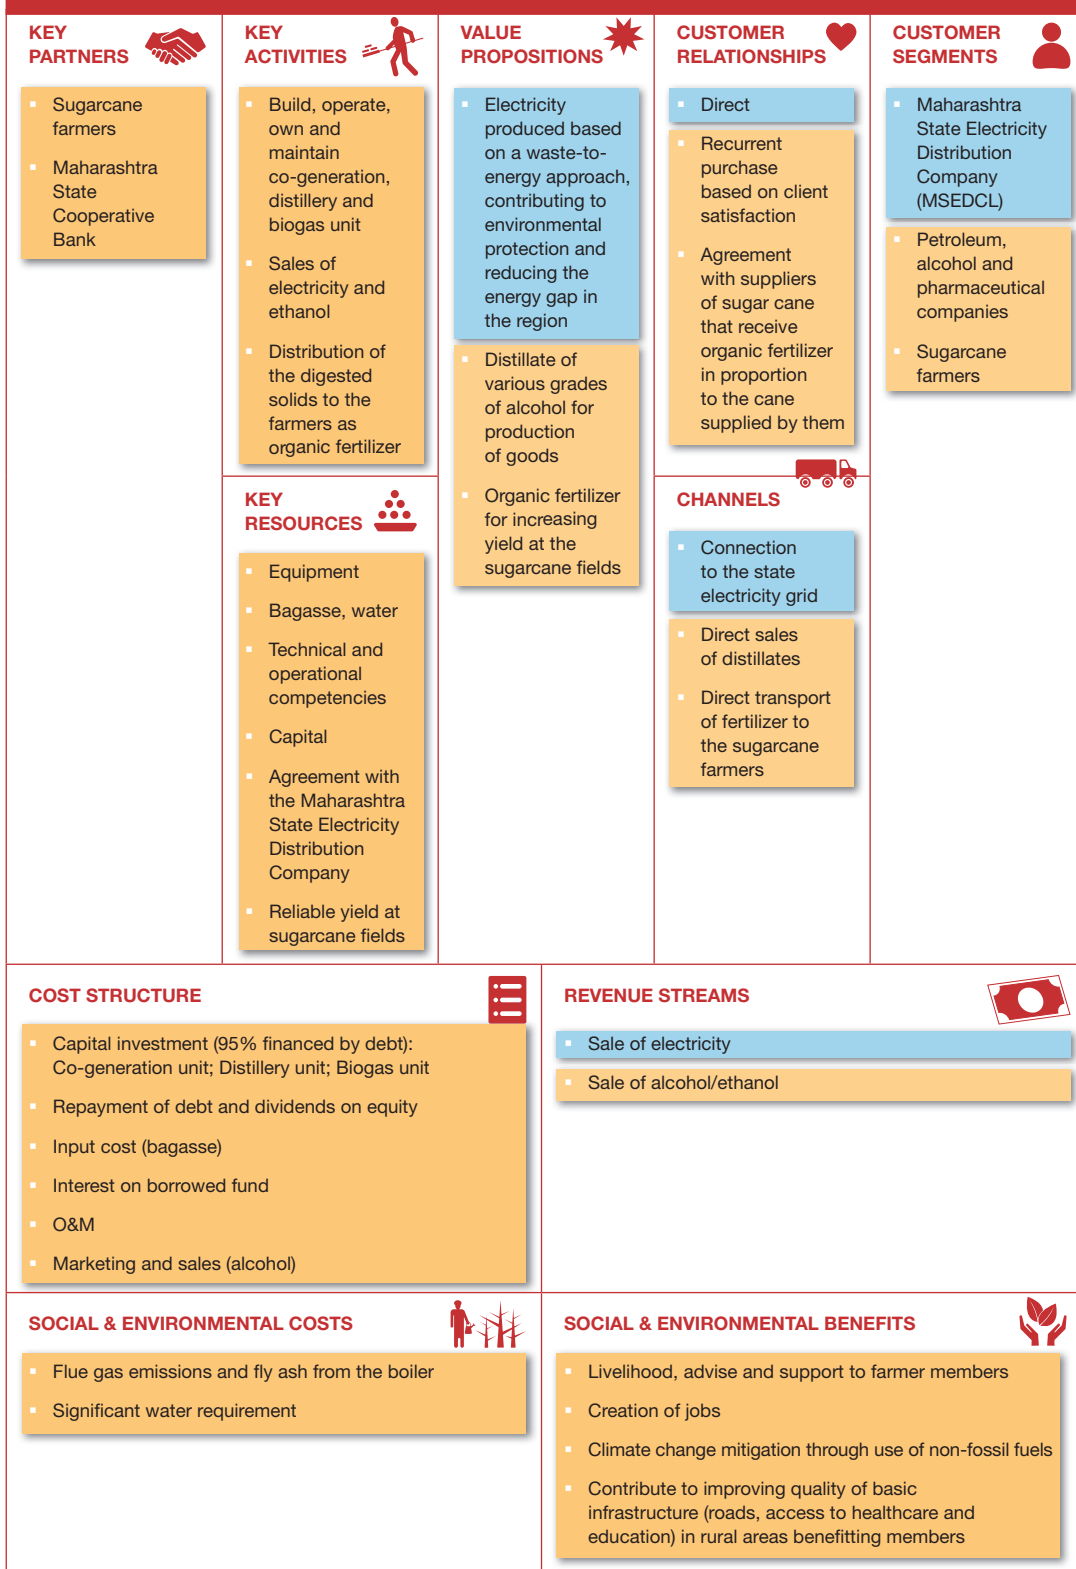 KEY
PARTNERS
Sugarcane
farmers
Maharashtra
State
Cooperative
Bank
KEY
ACTIVITIES
Build, operate,
own and
maintain
co-generation,
distillery and
biogas unit
Sales of
electricity and
ethanol
Distribution of
the digested
solids to the
farmers as
organic fertilizer
KEY
RESOURCES
Equipment
Bagasse, water
Technical and
operational
competencies
Capital
Agreement with
the Maharashtra
State Electricity
Distribution
Company
Reliable yield at
sugarcane fields
VALUE
PROPOSITIONS
Electricity
produced based
on a waste-to-
energy approach,
contributing to
environmental
protection and
reducing the
energy gap in
the region
Distillate of
various grades
of alcohol for
production
of goods
Organic fertilizer
for increasing
yield at the
sugarcane fields
CUSTOMER
RELATIONSHIPS
Direct
Recurrent
purchase
based on client
satisfaction
Agreement
with suppliers
of sugar cane
that receive
organic fertilizer
in proportion
to the cane
supplied by them
CHANNELS
Connection
to the state
electricity grid
Direct sales
of distillates
Direct transport
of fertilizer to
the sugarcane
farmers
CUSTOMER
SEGMENTS
Maharashtra
State Electricity
Distribution
Company
(MSEDCL)
Petroleum,
alcohol and
pharmaceutical
companies
Sugarcane
farmers
COST STRUCTURE
Capital investment (95% financed by debt):
Co-generation unit; Distillery unit; Biogas unit
Repayment of debt and dividends on equity
Input cost (bagasse)
Interest on borrowed fund
O&M
Marketing and sales (alcohol)
REVENUE STREAMS
Sale of electricity
Sale of alcohol/ethanol
SOCIAL & ENVIRONMENTAL COSTS
Flue gas emissions and fly ash from the boiler
Significant water requirement
SOCIAL & ENVIRONMENTAL BENEFITS
Livelihood, advise and support to farmer members
Creation of jobs
Climate change mitigation through use of non-fossil fuels
Contribute to improving quality of basic
infrastructure (roads, access to healthcare and
education) in rural areas benefitting members